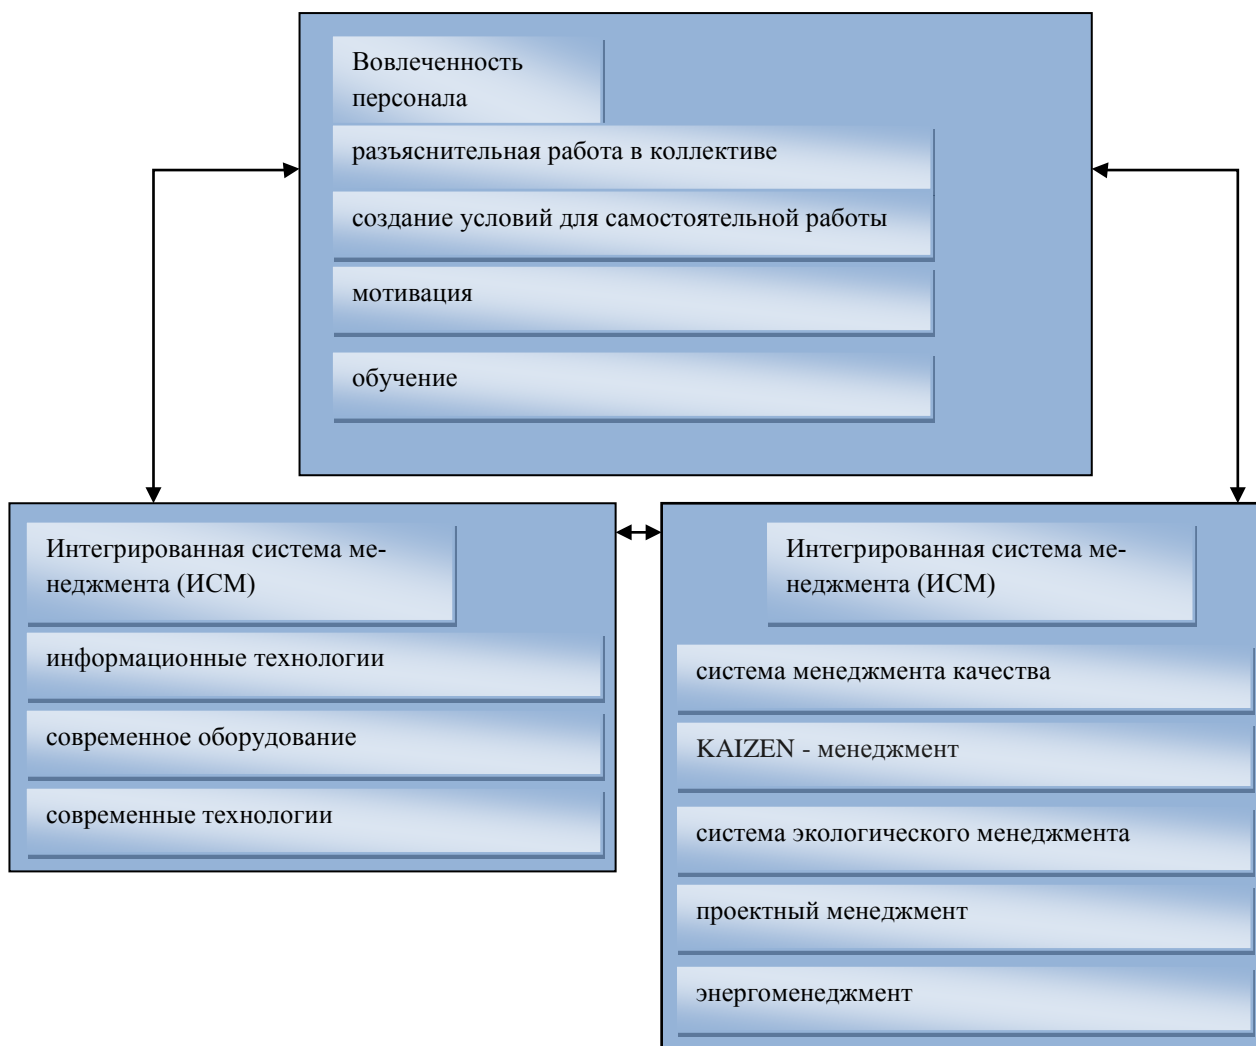 Вовлеченность
персонала
разъяснительная работа в коллективе
создание условий для самостоятельной работы
мотивация
обучение
Интегрированная система ме-
неджмента (ИСМ)
информационные технологии
современное оборудование
современные технологии
Интегрированная система ме-
неджмента (ИСМ)
система менеджмента качества
KAIZEN - менеджмент
система экологического менеджмента
проектный менеджмент
энергоменеджмент